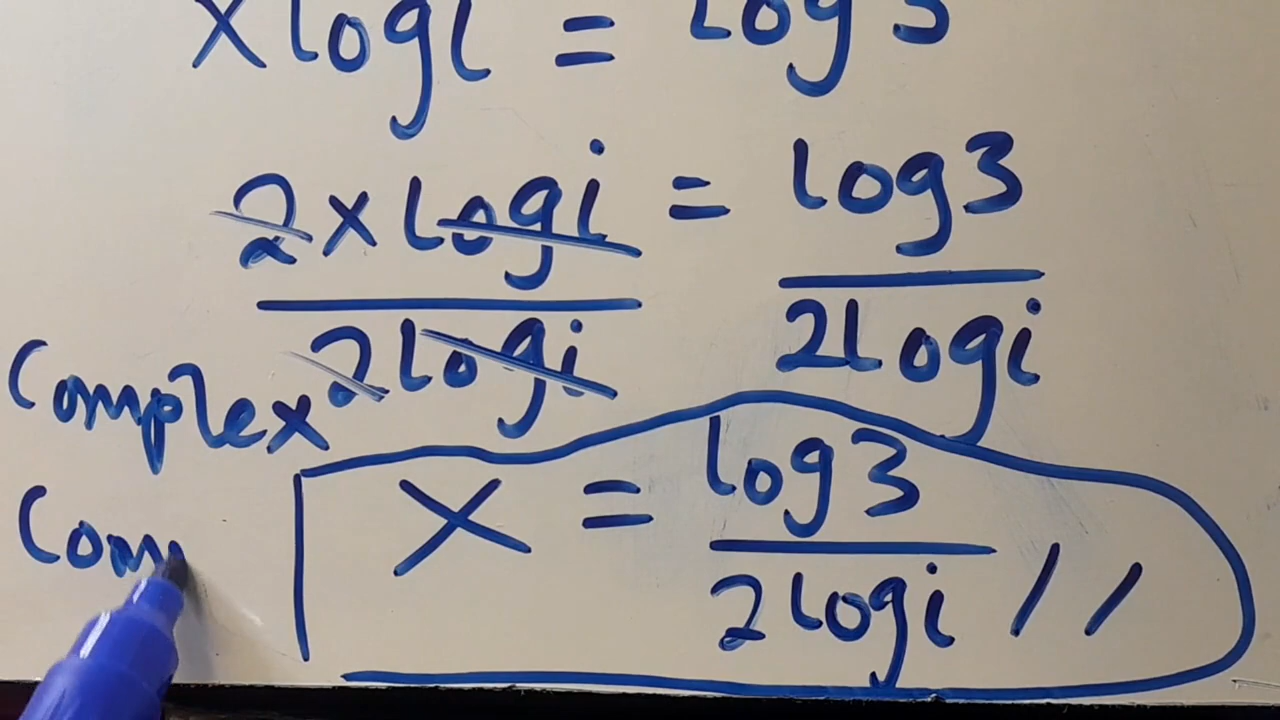 x log i = log 3
2x log i / 2 log i = log 3 / 2 log i
Complex
x = log 3 / 2 log i //
Com